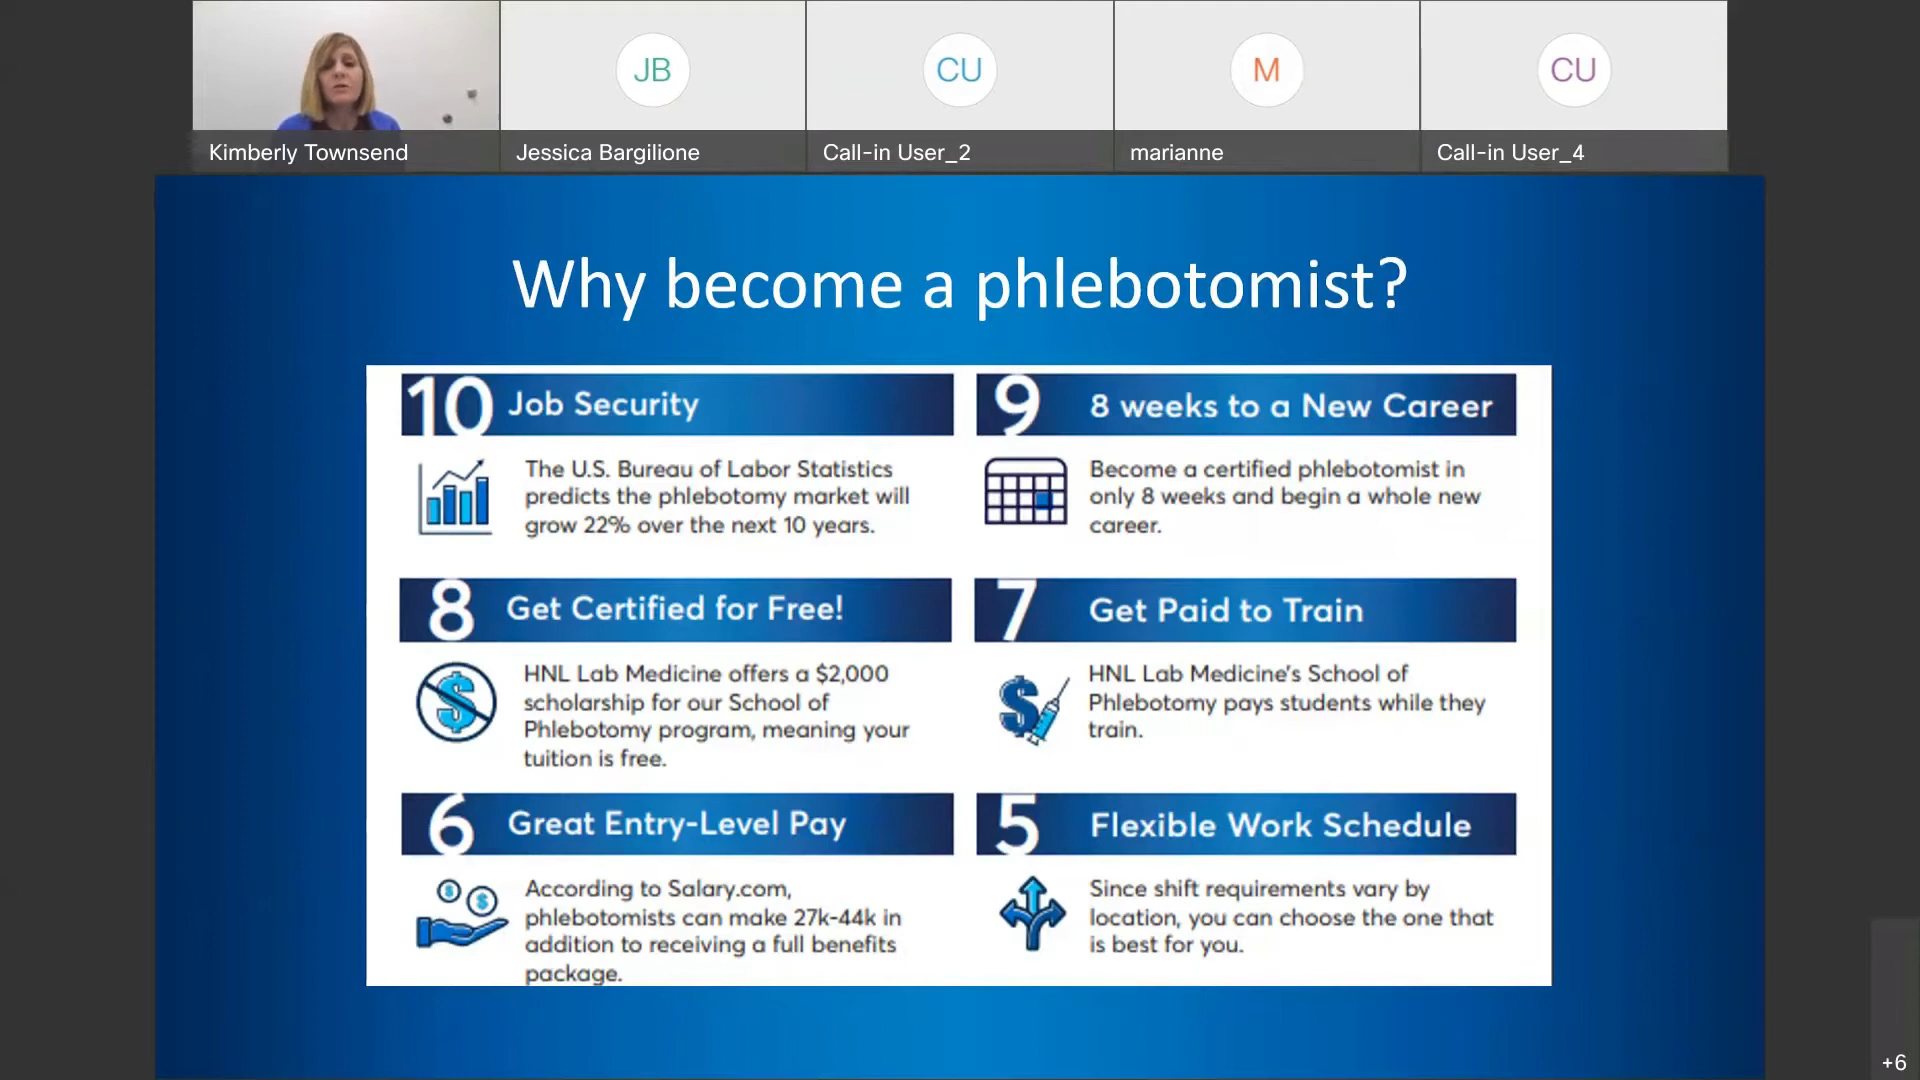 JB
CU
M
CU
Kimberly Townsend
Jessica Bargilione
Call-in User_2
marianne
Call-in User_4
Why become a phlebotomist?
10 Job Security
The U.S. Bureau of Labor Statistics
predicts the phlebotomy market will
grow 22% over the next 10 years.
9 8 weeks to a New Career
Become a certified phlebotomist in
only 8 weeks and begin a whole new
career.
8 Get Certified for Free!
HNL Lab Medicine offers a $2,000
scholarship for our School of
Phlebotomy program, meaning your
tuition is free.
7 Get Paid to Train
HNL Lab Medicine's School of
Phlebotomy pays students while they
train.
6 Great Entry-Level Pay
According to Salary.com,
phlebotomists can make 27k-44k in
addition to receiving a full benefits
package.
5 Flexible Work Schedule
Since shift requirements vary by
location, you can choose the one that
is best for you.
+6